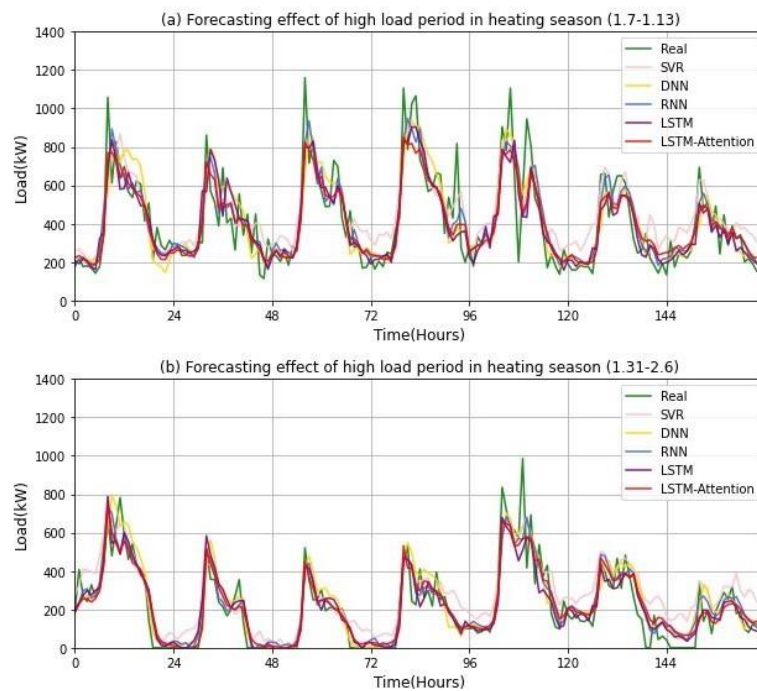 (a) Forecasting effect of high load period in heating season (1.7-1.13)
1400
1200
1000
800
600
400
200
0
Load(kW)
Real
SVR
DNN
RNN
LSTM
LSTM-Attention
0 24 48 72 96 120 144
Time(Hours)
(b) Forecasting effect of high load period in heating season (1.31-2.6)
1400
1200
1000
800
600
400
200
0
Load(kW)
Real
SVR
DNN
RNN
LSTM
LSTM-Attention
0 24 48 72 96 120 144
Time(Hours)